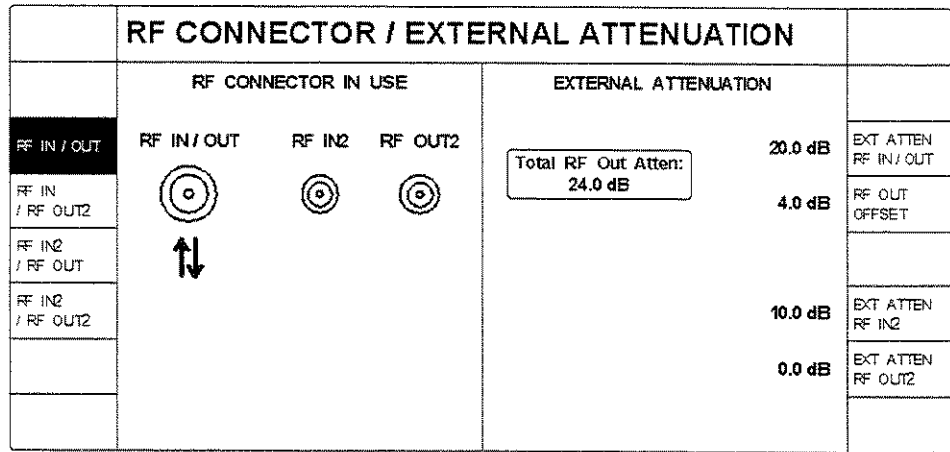 RF CONNECTOR / EXTERNAL ATTENUATION
RF CONNECTOR IN USE
EXTERNAL ATTENUATION
RF IN / OUT
RF IN
/ RF OUT2
RF IN2
/ RF OUT
RF IN2
/ RF OUT2
RF IN / OUT
RF IN2
RF OUT2
Total RF Out Atten:
24.0 dB
20.0 dB
4.0 dB
10.0 dB
0.0 dB
EXT ATTEN
RF IN / OUT
RF OUT
OFFSET
EXT ATTEN
RF IN2
EXT ATTEN
RF OUT2